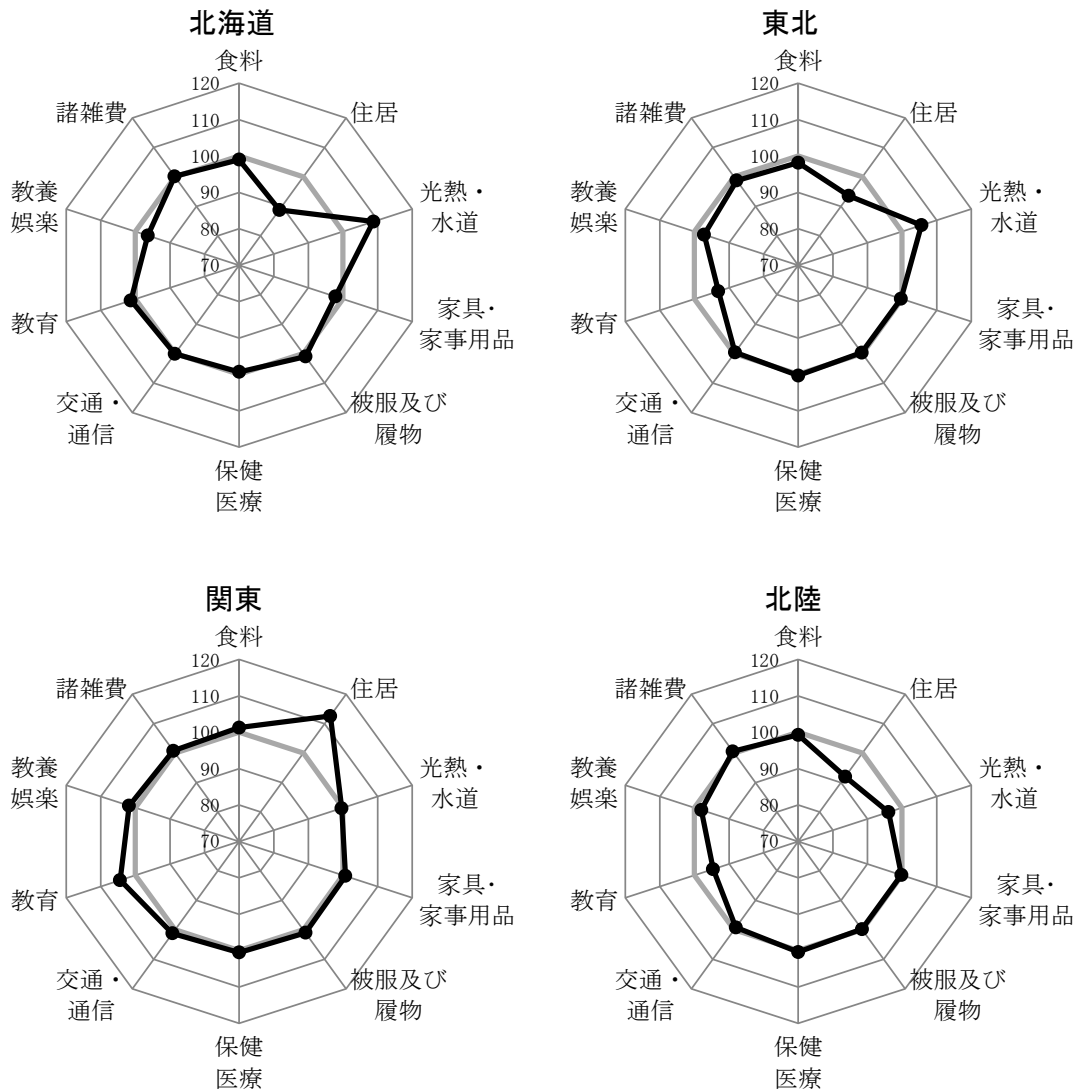 北海道
食料
120
110
100
90
80
70
住居
光熱・
水道
家具・
家事用品
被服及び
履物
保健
医療
交通・
通信
教育
教養
娯楽
諸雑費
東北
食料
120
110
100
90
80
70
住居
光熱・
水道
家具・
家事用品
被服及び
履物
保健
医療
交通・
通信
教育
教養
娯楽
諸雑費
関東
食料
120
110
100
90
80
70
住居
光熱・
水道
家具・
家事用品
被服及び
履物
保健
医療
交通・
通信
教育
教養
娯楽
諸雑費
北陸
食料
120
110
100
90
80
70
住居
光熱・
水道
家具・
家事用品
被服及び
履物
保健
医療
交通・
通信
教育
教養
娯楽
諸雑費